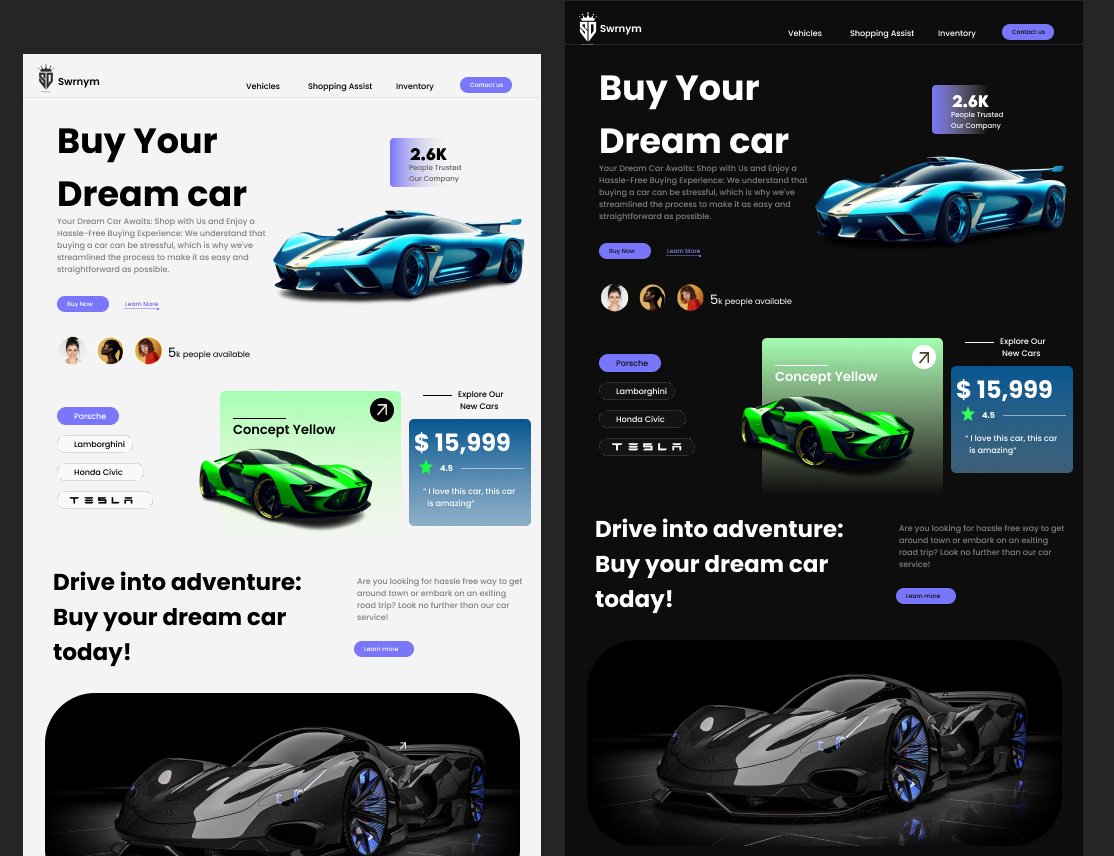 Swrnym
Vehicles
Shopping Assist
Inventory
Contact us
Buy Your
Dream car
2.6K
People Trusted
Our Company
Your Dream Car Awaits: Shop with Us and Enjoy a
Hassle-Free Buying Experience: We understand that
buying a car can be stressful, which is why we've
streamlined the process to make it as easy and
straightforward as possible.
Buy Now
Learn More
5k people available
Porsche
Lamborghini
Honda Civic
TESLA
Concept Yellow
Explore Our
New Cars
$ 15,999
4.5
“ I love this car, this car
is amazing”
Drive into adventure:
Buy your dream car
today!
Are you looking for hassle free way to get
around town or embark on an exiting
road trip? Look no further than our car
service!
Learn more
Swrnym
Vehicles
Shopping Assist
Inventory
Contact us
Buy Your
Dream car
2.6K
People Trusted
Our Company
Your Dream Car Awaits: Shop with Us and Enjoy a
Hassle-Free Buying Experience: We understand that
buying a car can be stressful, which is why we've
streamlined the process to make it as easy and
straightforward as possible.
Buy Now
Learn More
5k people available
Porsche
Lamborghini
Honda Civic
TESLA
Concept Yellow
Explore Our
New Cars
$ 15,999
4.5
“ I love this car, this car
is amazing”
Drive into adventure:
Buy your dream car
today!
Are you looking for hassle free way to get
around town or embark on an exiting
road trip? Look no further than our car
service!
Learn more